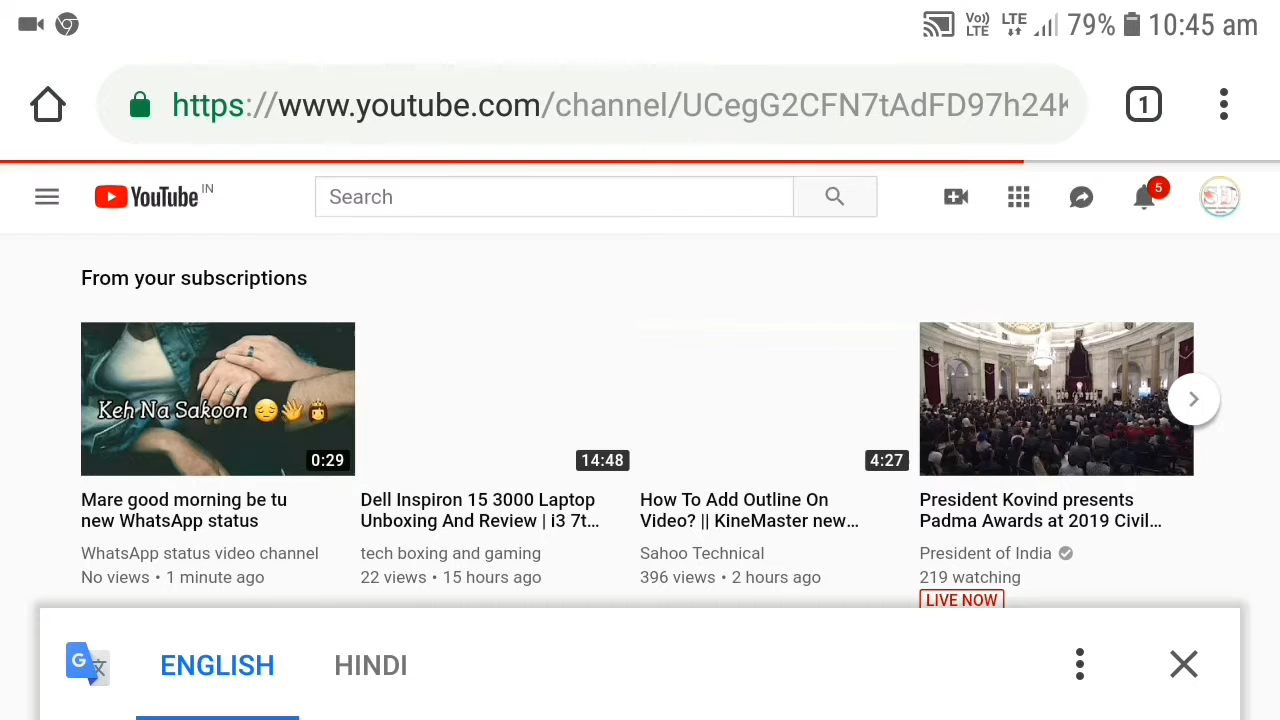 Vo))
LTE
LTE
79%
10:45 am
https://www.youtube.com/channel/UCegG2CFN7tAdFD97h24
1
YouTube IN
Search
5
From your subscriptions
Keh Na Sakoon 😔👋👸
0:29
14:48
4:27
Mare good morning be tu
new WhatsApp status
WhatsApp status video channel
No views • 1 minute ago
Dell Inspiron 15 3000 Laptop
Unboxing And Review | i3 7t...
tech boxing and gaming
22 views • 15 hours ago
How To Add Outline On
Video? || KineMaster new...
Sahoo Technical
396 views • 2 hours ago
President Kovind presents
Padma Awards at 2019 Civil...
President of India
219 watching
LIVE NOW
G 文
ENGLISH
HINDI